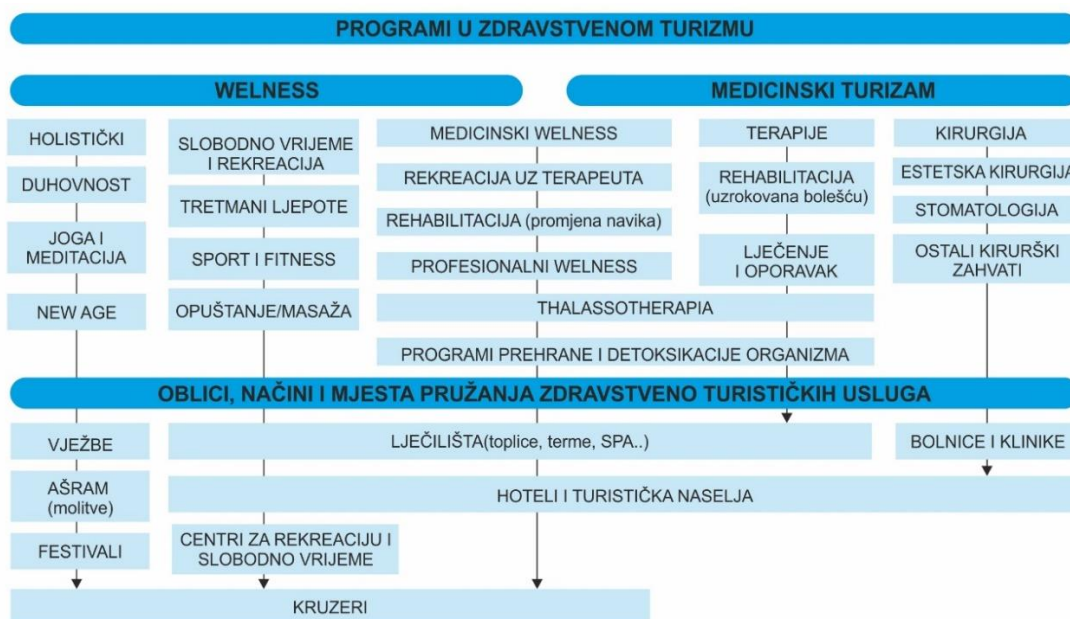 PROGRAMI U ZDRAVSTVENOM TURIZMU
WELNESS
MEDICINSKI TURIZAM
HOLISTIČKI
DUHOVNOST
JOGA I
MEDITACIJA
NEW AGE
SLOBODNO VRIJEME
I REKREACIJA
TRETMANI LJEPOTE
SPORT I FITNESS
OPUŠTANJE/MASAŽA
MEDICINSKI WELNESS
REKREACIJA UZ TERAPEUTA
REHABILITACIJA (promjena navika)
PROFESIONALNI WELNESS
TERAPIJE
REHABILITACIJA
(uzrokovana bolešću)
LJEČENJE
I OPORAVAK
KIRURGIJA
ESTETSKA KIRURGIJA
STOMATOLOGIJA
OSTALI KIRURŠKI
ZAHVATI
THALASSOTHERAPIA
PROGRAMI PREHRANE I DETOKSIKACIJE ORGANIZMA
OBLICI, NAČINI I MJESTA PRUŽANJA ZDRAVSTVENO TURISTIČKIH USLUGA
VJEŽBE
AŠRAM
(molitve)
FESTIVALI
LJEČILIŠTA(toplice, terme, SPA..)
BOLNICE I KLINIKE
HOTELI I TURISTIČKA NASELJA
CENTRI ZA REKREACIJU I
SLOBODNO VRIJEME
KRUZERI